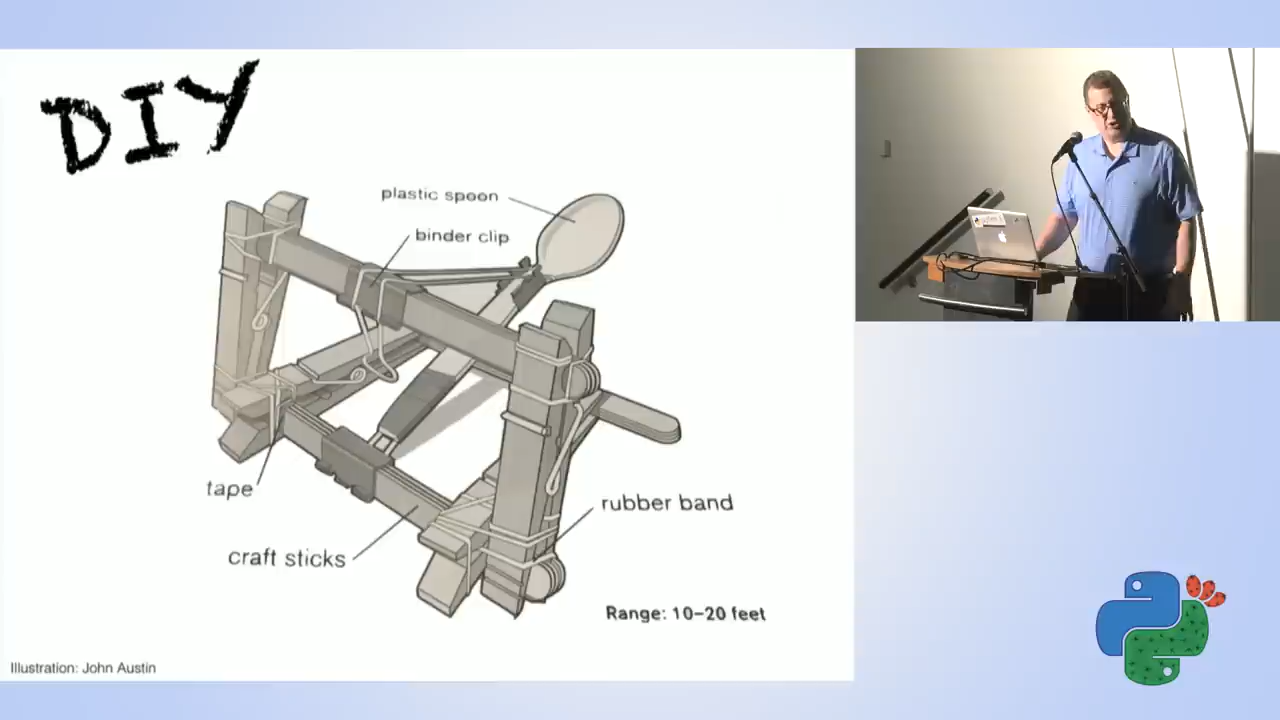 DIY
plastic spoon
binder clip
tape
rubber band
craft sticks
Range: 10–20 feet
Illustration: John Austin